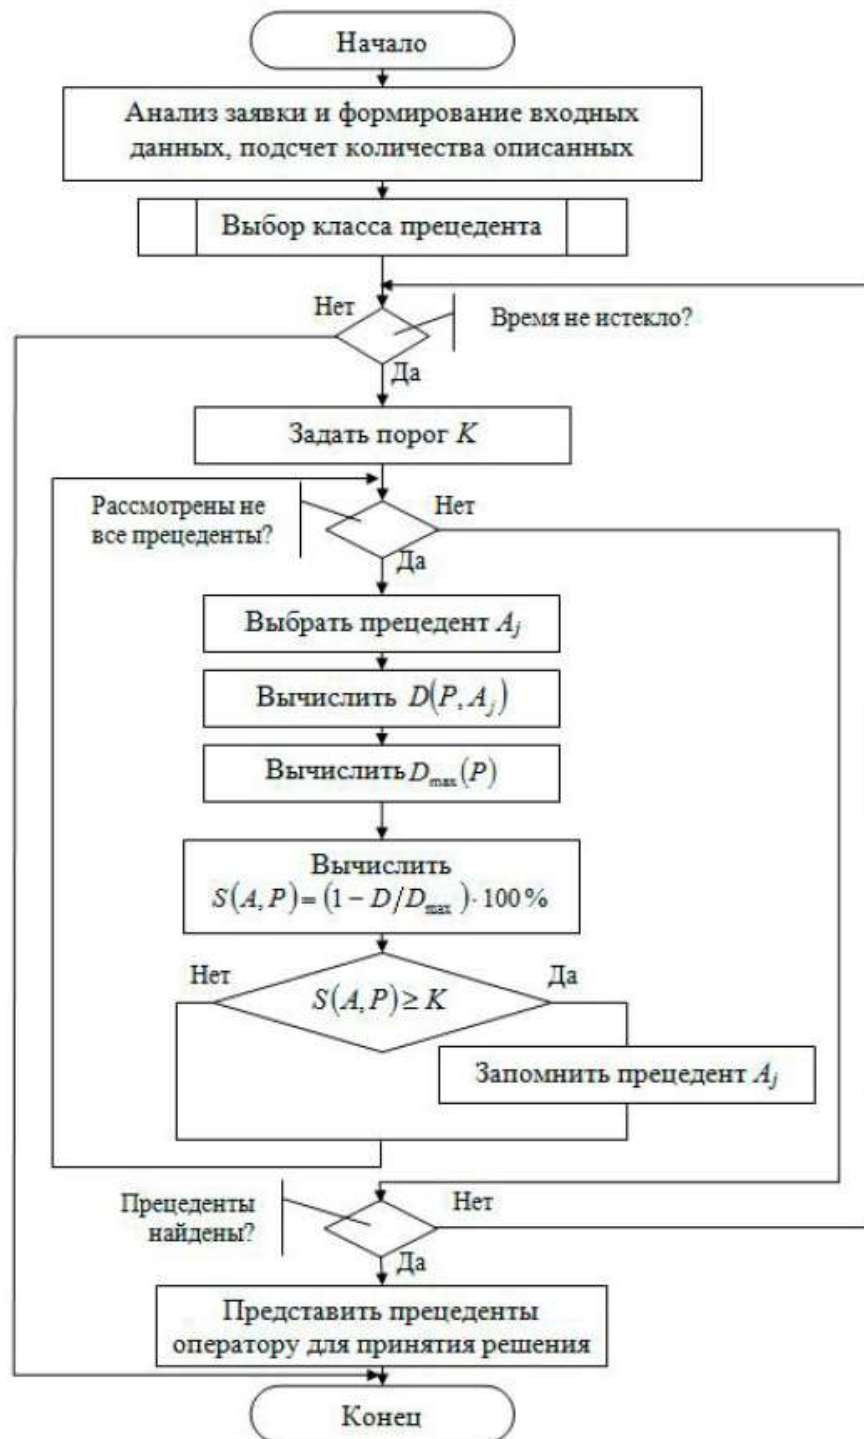 Начало
Анализ заявки и формирование входных
данных, подсчет количества описанных
Выбор класса прецедента
Нет
Время не истекло?
Да
Задать порог K
Рассмотрены не
все прецеденты?
Нет
Да
Выбрать прецедент Aj
Вычислить D(P, Aj)
Вычислить Dmax(P)
Вычислить
S(A, P) = (1 − D/Dmax) · 100%
Нет
Да
S(A, P) ≥ K
Запомнить прецедент Aj
Прецеденты
найдены?
Нет
Да
Представить прецеденты
оператору для принятия решения
Конец